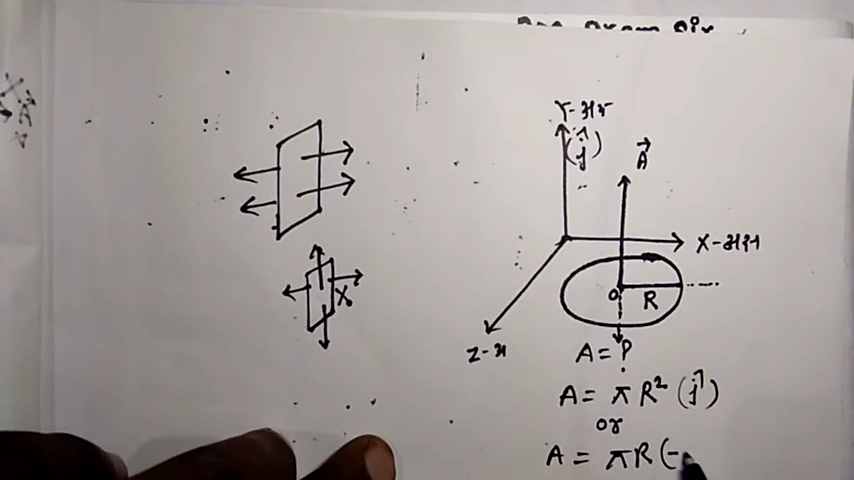 Y-अक्ष
(ĵ)
A⃗
X-अक्ष
Z-अ
O
R
X
A = ?
A = πR² (ĵ)
or
A = πR (-